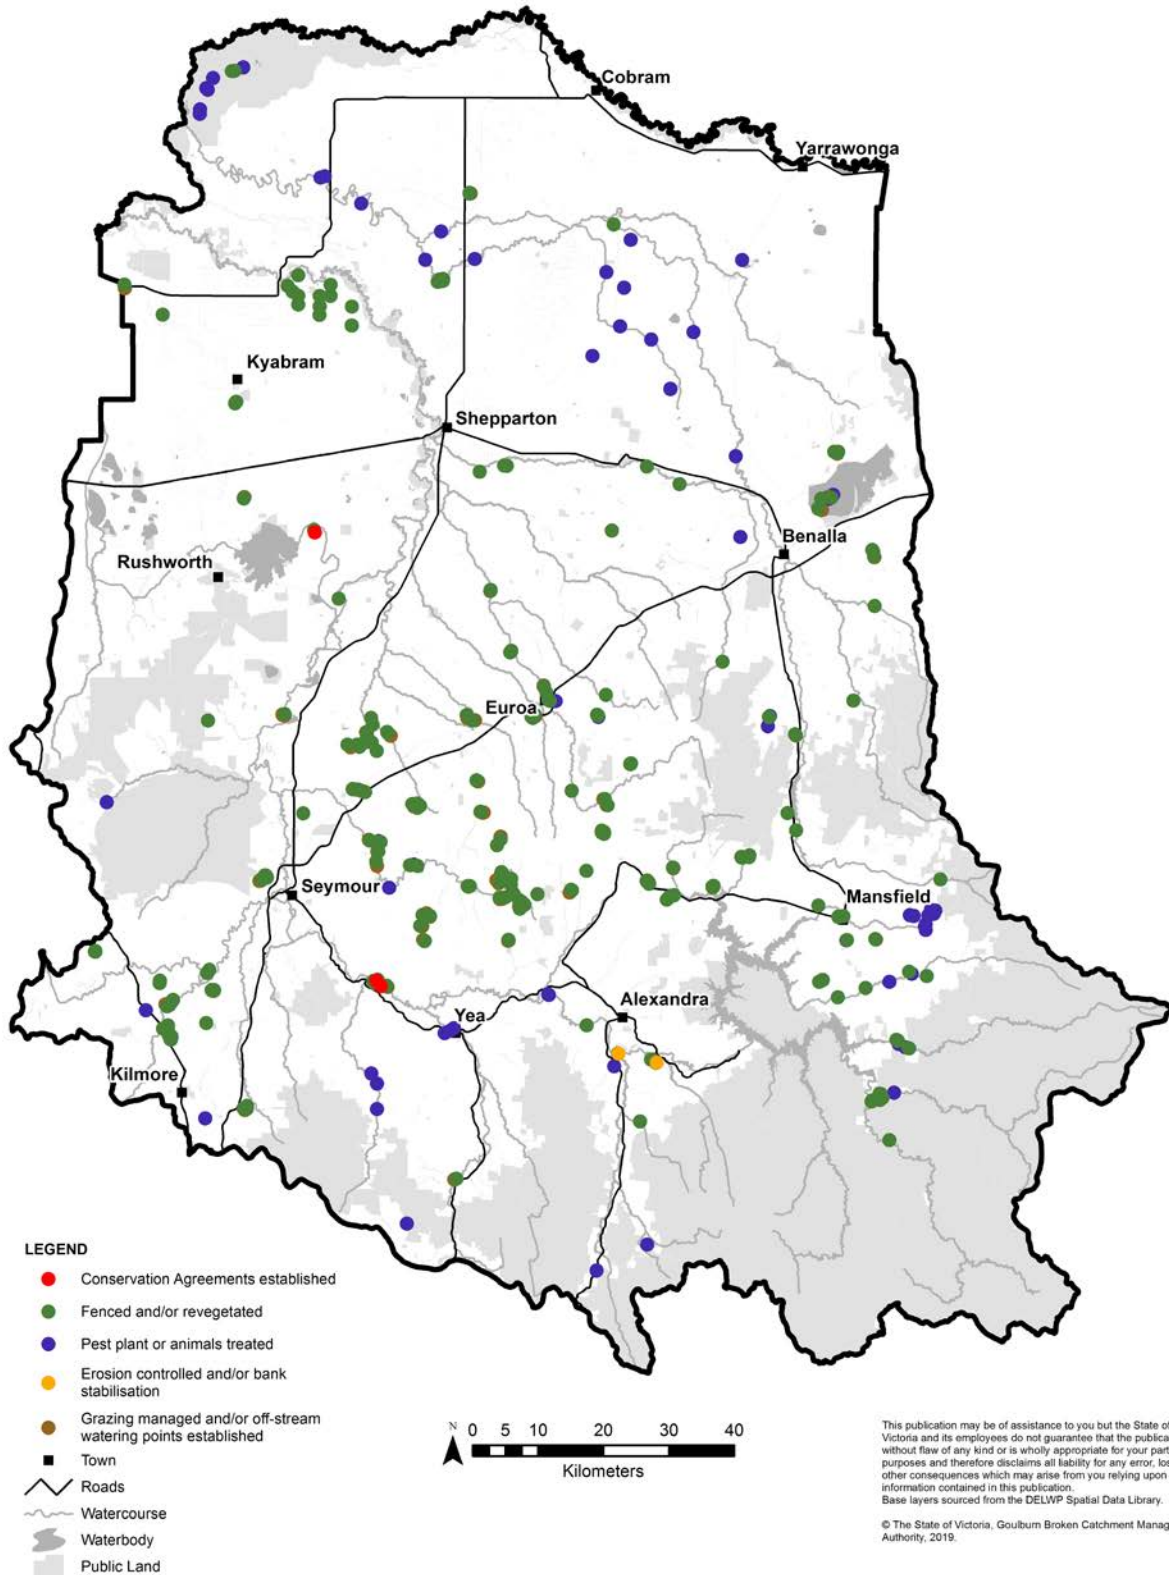 Cobram
Yarrawonga
Kyabram
Shepparton
Benalla
Rushworth
Euroa
Seymour
Mansfield
Alexandra
Yea
Kilmore
LEGEND
Conservation Agreements established
Fenced and/or revegetated
Pest plant or animals treated
Erosion controlled and/or bank
stabilisation
Grazing managed and/or off-stream
watering points established
Town
Roads
Watercourse
Waterbody
Public Land
N
0 5 10 20 30 40
Kilometers
This publication may be of assistance to you but the State of
Victoria and its employees do not guarantee that the publica
without flaw of any kind or is wholly appropriate for your part
purposes and therefore disclaims all liability for any error, los
other consequences which may arise from you relying upon
information contained in this publication.
Base layers sourced from the DELWP Spatial Data Library.
© The State of Victoria, Goulburn Broken Catchment Manag
Authority, 2019.